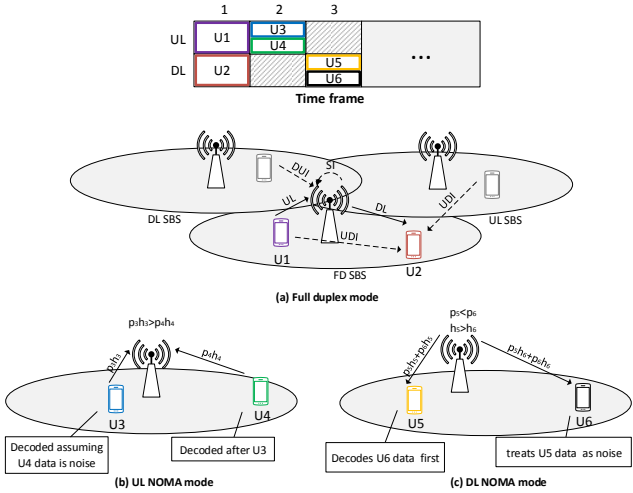 1 2 3
UL U1 U3
U4
DL U2 U5
U6
...
Time frame
DUI SI
UL DL UDI
DL SBS UL SBS
UDI
U1 U2
FD SBS
(a) Full duplex mode
p3h3>p4h4
p3h3 p4h4
U3 U4
Decoded assuming
U4 data is noise
Decoded after U3
(b) UL NOMA mode
p5<p6
h5>h6
p5h5+p6h5 p5h6+p6h6
U5 U6
Decodes U6 data first
treats U5 data as noise
(c) DL NOMA mode